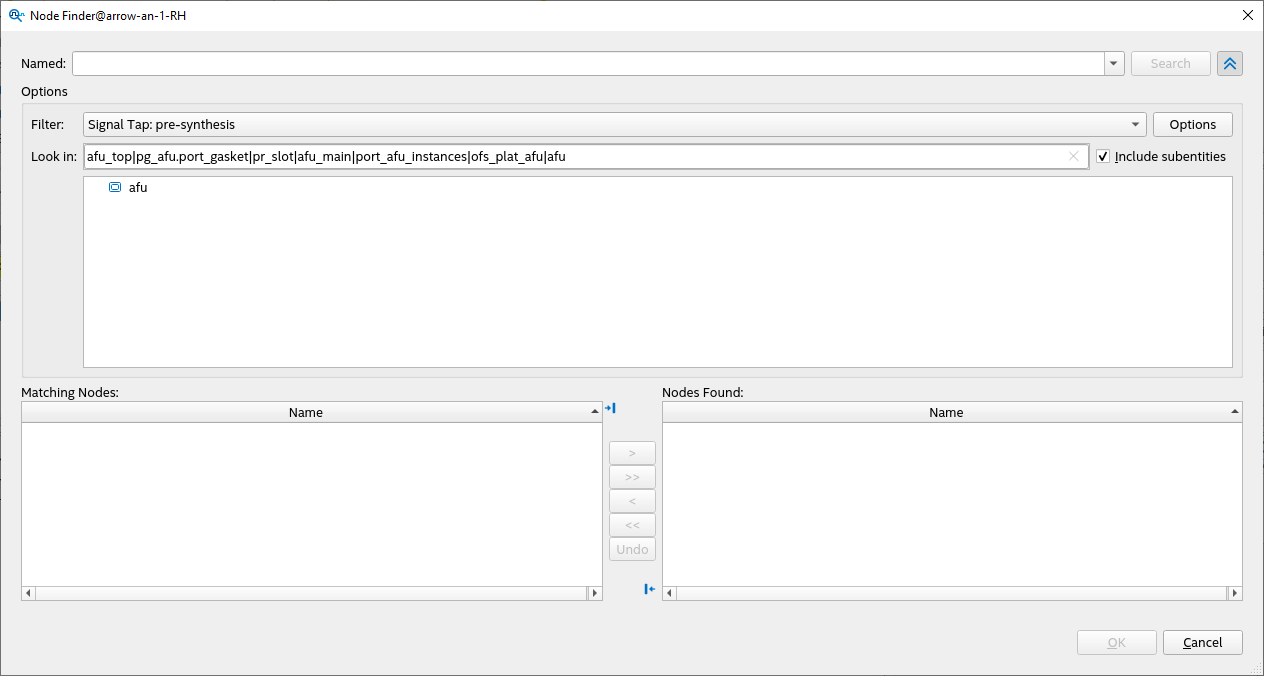 Node Finder@arrow-an-1-RH
Named:
Search
Options
Filter: Signal Tap: pre-synthesis Options
Look in: afu_top|pg_afu.port_gasket|pr_slot|afu_main|port_afu_instances|ofs_plat_afu|afu Include subentities
afu
Matching Nodes: Nodes Found:
Name Name
>
>>
<
<<
Undo
OK Cancel